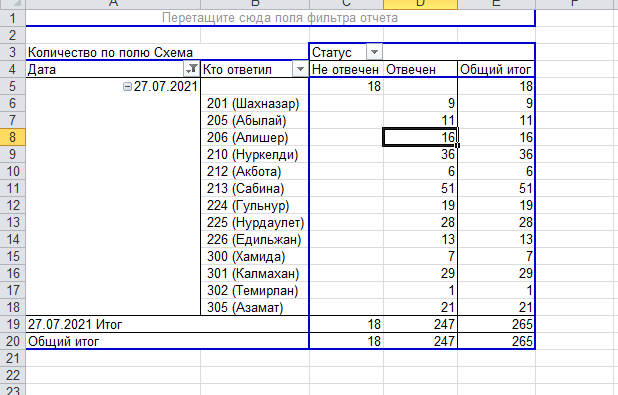 A B C D E F
1 Перетащите сюда поля фильтра отчета
2
3 Количество по полю Схема Статус
4 Дата Кто ответил Не отвечен Отвечен Общий итог
5 27.07.2021 18 18
6 201 (Шахназар) 9 9
7 205 (Абылай) 11 11
8 206 (Алишер) 16 16
9 210 (Нуркелди) 36 36
10 212 (Акбота) 6 6
11 213 (Сабина) 51 51
12 224 (Гульнур) 19 19
13 225 (Нурдаулет) 28 28
14 226 (Едильжан) 13 13
15 300 (Хамида) 7 7
16 301 (Калмахан) 29 29
17 302 (Темирлан) 1 1
18 305 (Азамат) 21 21
19 27.07.2021 Итог 18 247 265
20 Общий итог 18 247 265
21
22
23